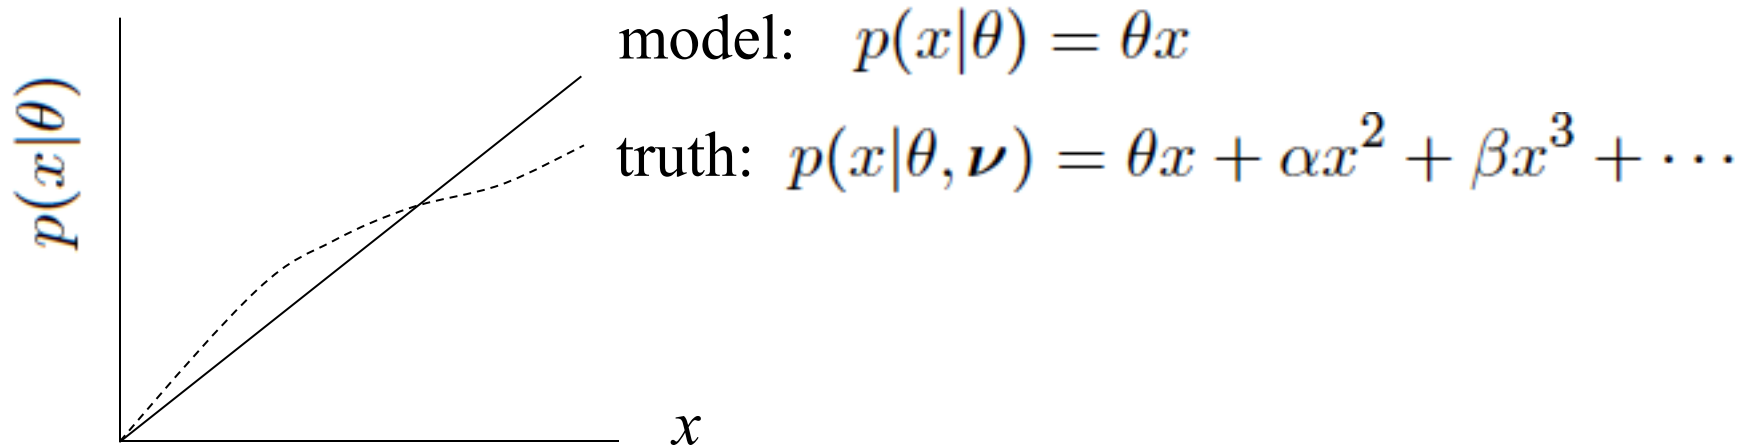 model: p(x|θ) = θx
p(x|θ)
truth: p(x|θ, ν) = θx + αx² + βx³ + ···
x